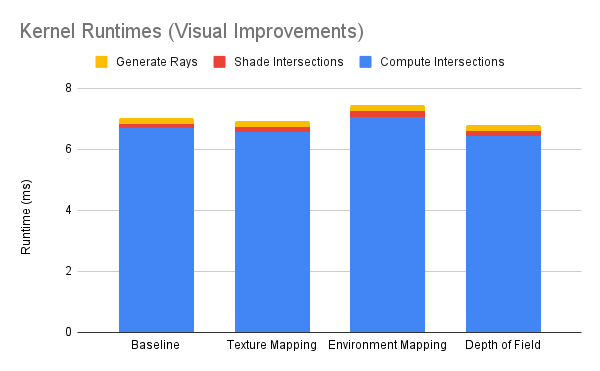 Kernel Runtimes (Visual Improvements)
Generate Rays Shade Intersections Compute Intersections
8
6
4
2
0
Runtime (ms)
Baseline Texture Mapping Environment Mapping Depth of Field